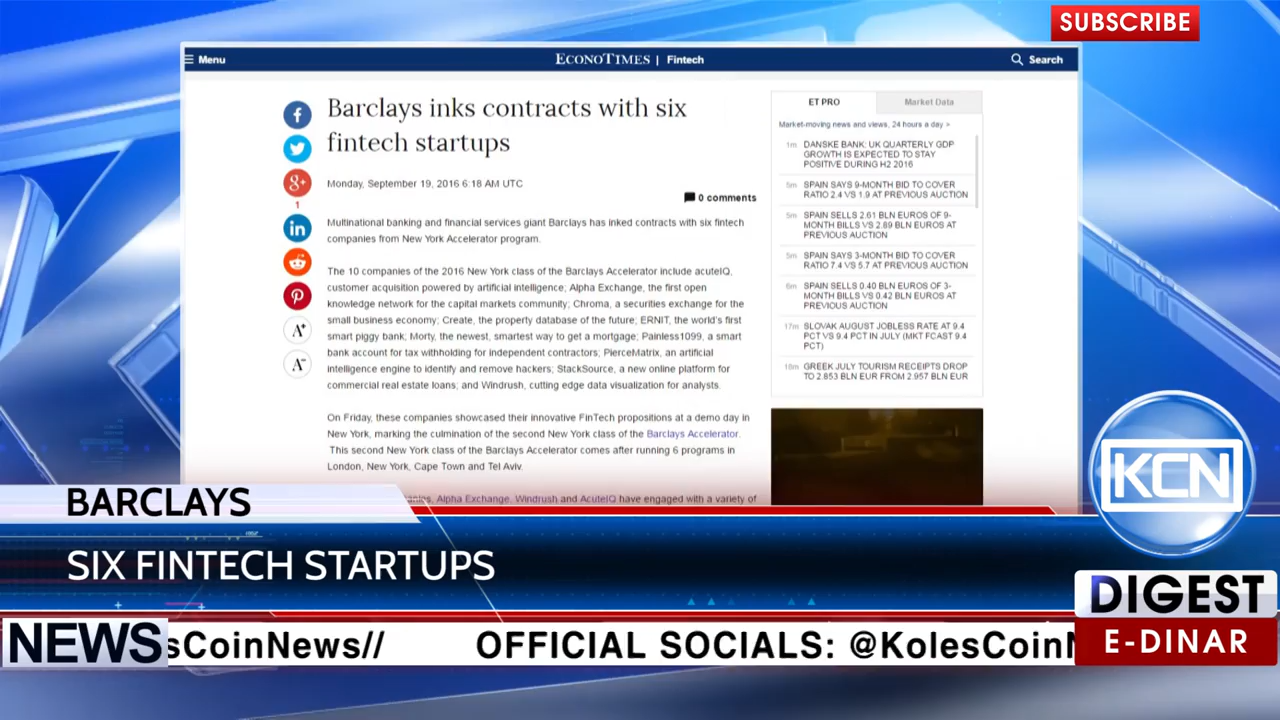 SUBSCRIBE
Menu
ECONOTIMES | Fintech
Search
Barclays inks contracts with six
fintech startups
Monday, September 19, 2016 6:18 AM UTC
0 comments
1
Multinational banking and financial services giant Barclays has inked contracts with six fintech
companies from New York Accelerator program.
The 10 companies of the 2016 New York class of the Barclays Accelerator include acuteIQ,
customer acquisition powered by artificial intelligence; Alpha Exchange, the first open
knowledge network for the capital markets community; Chroma, a securities exchange for the
small business economy; Create, the property database of the future; ERNIT, the world's first
smart piggy bank; Morty, the newest, smartest way to get a mortgage; Painless1099, a smart
bank account for tax withholding for independent contractors; PierceMatrix, an artificial
intelligence engine to identify and remove hackers; StackSource, a new online platform for
commercial real estate loans; and Windrush, cutting edge data visualization for analysts.
On Friday, these companies showcased their innovative FinTech propositions at a demo day in
New York, marking the culmination of the second New York class of the Barclays Accelerator.
This second New York class of the Barclays Accelerator comes after running 6 programs in
London, New York, Cape Town and Tel Aviv.
Alpha Exchange, Windrush and AcuteIQ have engaged with a variety of
A+
A-
ET PRO
Market Data
Market-moving news and views, 24 hours a day >
1m DANSKE BANK: UK QUARTERLY GDP
GROWTH IS EXPECTED TO STAY
POSITIVE DURING H2 2016
5m SPAIN SAYS 9-MONTH BID TO COVER
RATIO 2.4 VS 1.9 AT PREVIOUS AUCTION
5m SPAIN SELLS 2.61 BLN EUROS OF 9-
MONTH BILLS VS 2.89 BLN EUROS AT
PREVIOUS AUCTION
5m SPAIN SAYS 3-MONTH BID TO COVER
RATIO 7.4 VS 5.7 AT PREVIOUS AUCTION
6m SPAIN SELLS 0.40 BLN EUROS OF 3-
MONTH BILLS VS 0.42 BLN EUROS AT
PREVIOUS AUCTION
17m SLOVAK AUGUST JOBLESS RATE AT 9.4
PCT VS 9.4 PCT IN JULY (MKT FCAST 9.4
PCT)
18m GREEK JULY TOURISM RECEIPTS DROP
TO 2.853 BLN EUR FROM 2.957 BLN EUR
KCN
BARCLAYS
SIX FINTECH STARTUPS
DIGEST
E-DINAR
NEWS
sCoinNews// OFFICIAL SOCIALS: @KolesCoinN